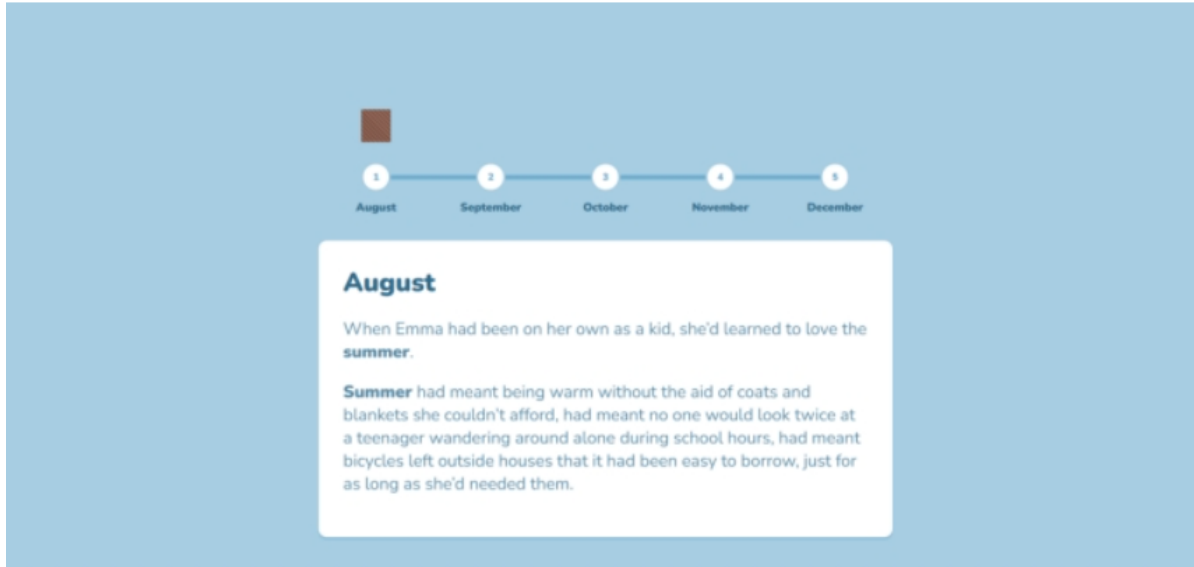 1 2 3 4 5
August September October November December
August
When Emma had been on her own as a kid, she'd learned to love the
summer.
Summer had meant being warm without the aid of coats and
blankets she couldn't afford, had meant no one would look twice at
a teenager wandering around alone during school hours, had meant
bicycles left outside houses that it had been easy to borrow, just for
as long as she'd needed them.